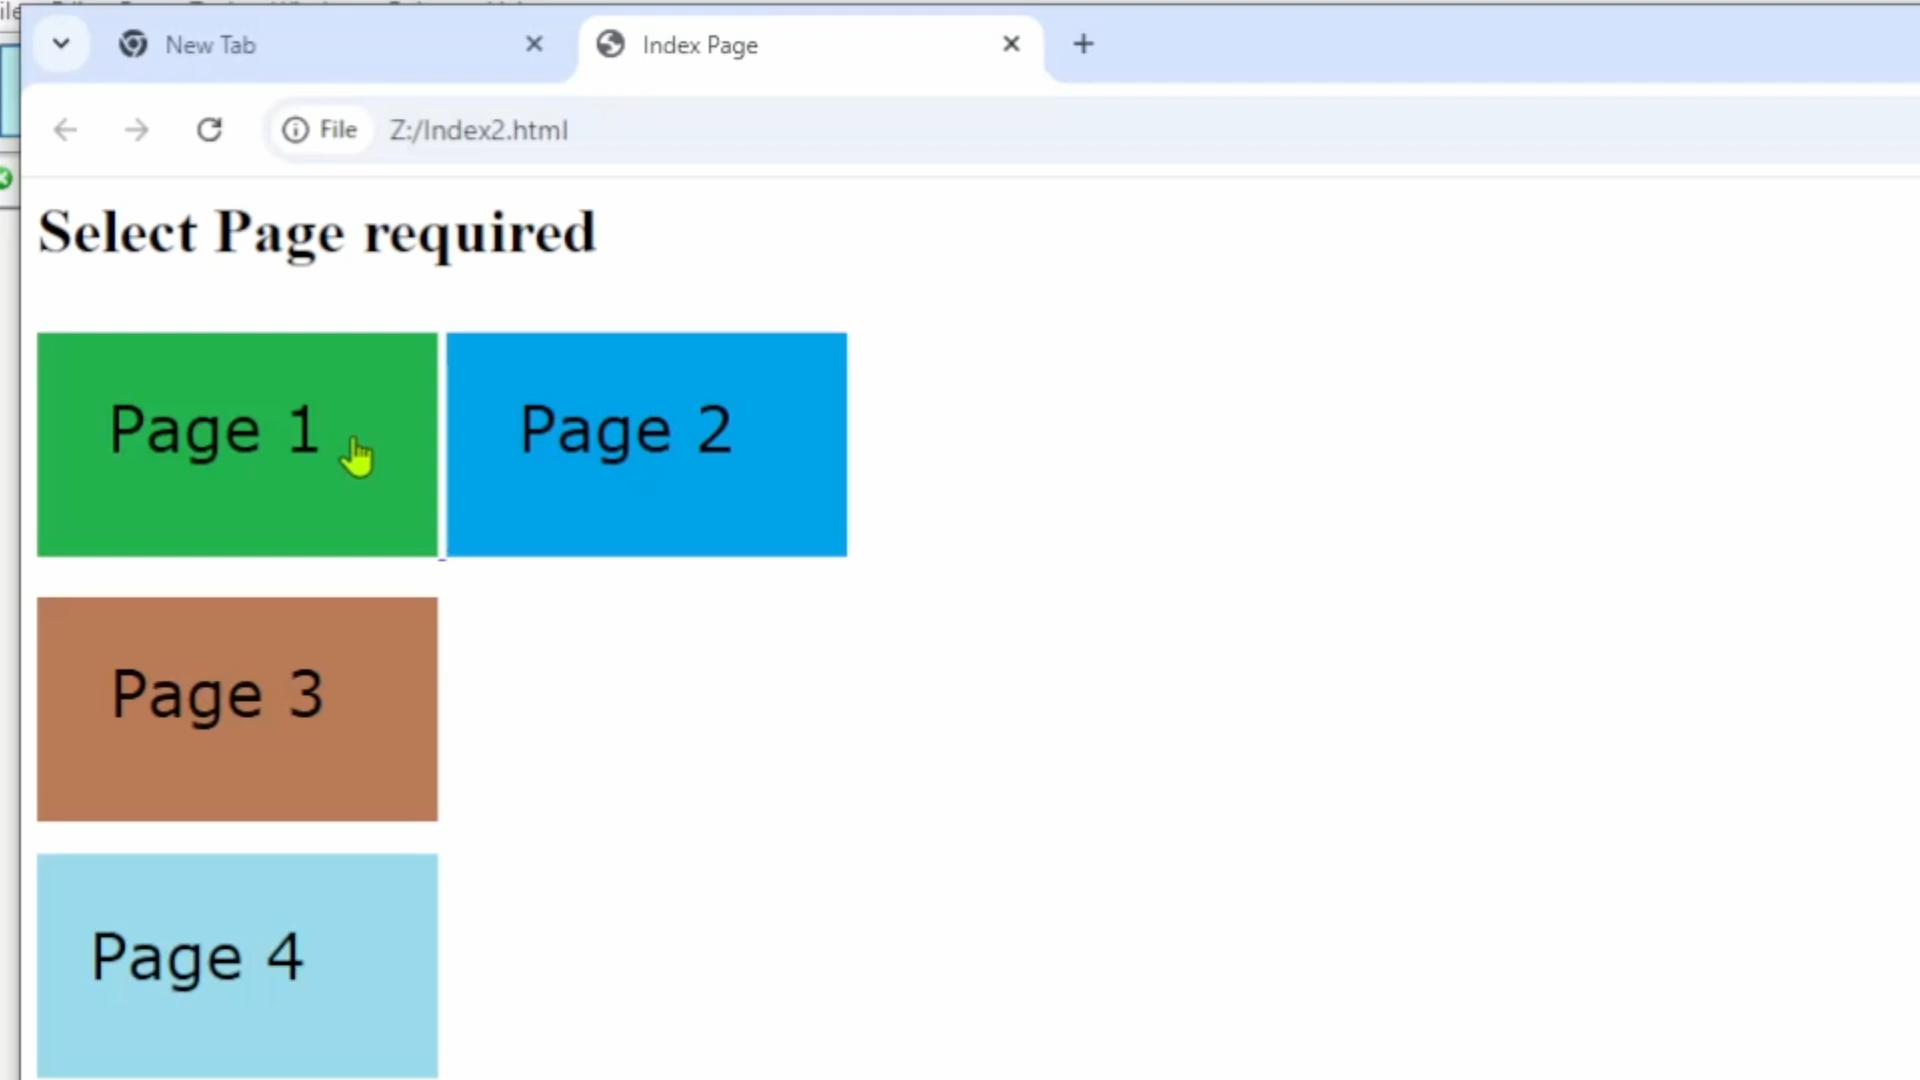 New Tab
Index Page
File Z:/Index2.html
Select Page required
Page 1
Page 2
Page 3
Page 4